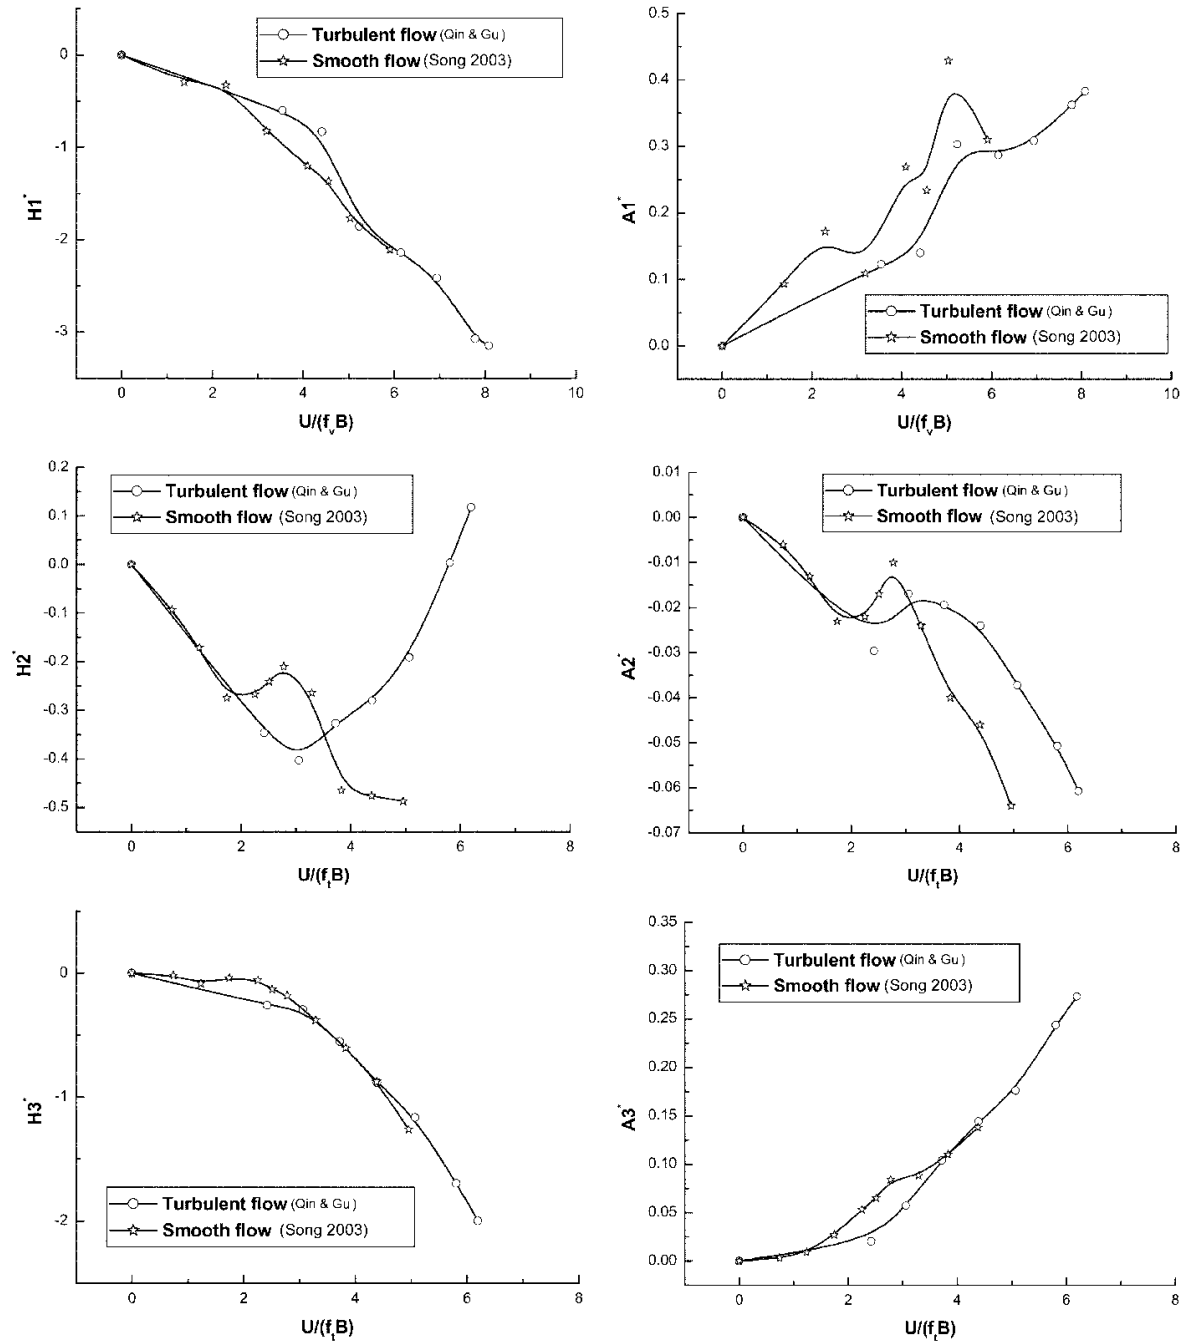 Turbulent flow (Qin & Gu)
Smooth flow (Song 2003)
0
-1
-2
-3
H1*
0 2 4 6 8 10
U/(fvB)
0.5
0.4
0.3
0.2
0.1
0.0
A1*
Turbulent flow (Qin & Gu)
Smooth flow (Song 2003)
0 2 4 6 8 10
U/(fvB)
0.2
0.1
0.0
-0.1
-0.2
-0.3
-0.4
-0.5
H2*
Turbulent flow (Qin & Gu)
Smooth flow (Song 2003)
0 2 4 6 8
U/(ftB)
0.01
0.00
-0.01
-0.02
-0.03
-0.04
-0.05
-0.06
-0.07
A2*
Turbulent flow (Qin & Gu)
Smooth flow (Song 2003)
0 2 4 6 8
U/(ftB)
0
-1
-2
H3*
Turbulent flow (Qin & Gu)
Smooth flow (Song 2003)
0 2 4 6 8
U/(ftB)
0.35
0.30
0.25
0.20
0.15
0.10
0.05
0.00
A3*
Turbulent flow (Qin & Gu)
Smooth flow (Song 2003)
0 2 4 6 8
U/(ftB)